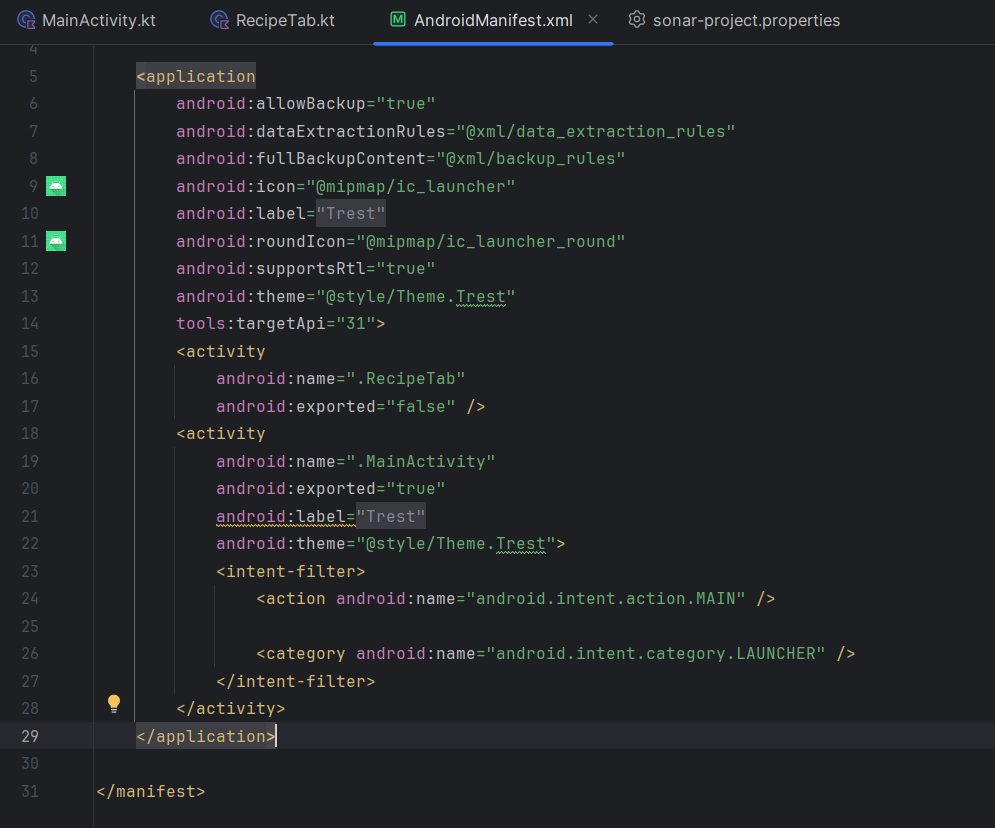 MainActivity.kt RecipeTab.kt AndroidManifest.xml sonar-project.properties
4
5 <application
6 android:allowBackup="true"
7 android:dataExtractionRules="@xml/data_extraction_rules"
8 android:fullBackupContent="@xml/backup_rules"
9 android:icon="@mipmap/ic_launcher"
10 android:label="Trest"
11 android:roundIcon="@mipmap/ic_launcher_round"
12 android:supportsRtl="true"
13 android:theme="@style/Theme.Trest"
14 tools:targetApi="31">
15 <activity
16 android:name=".RecipeTab"
17 android:exported="false" />
18 <activity
19 android:name=".MainActivity"
20 android:exported="true"
21 android:label="Trest"
22 android:theme="@style/Theme.Trest">
23 <intent-filter>
24 <action android:name="android.intent.action.MAIN" />
25
26 <category android:name="android.intent.category.LAUNCHER" />
27 </intent-filter>
28 </activity>
29 </application>
30
31 </manifest>